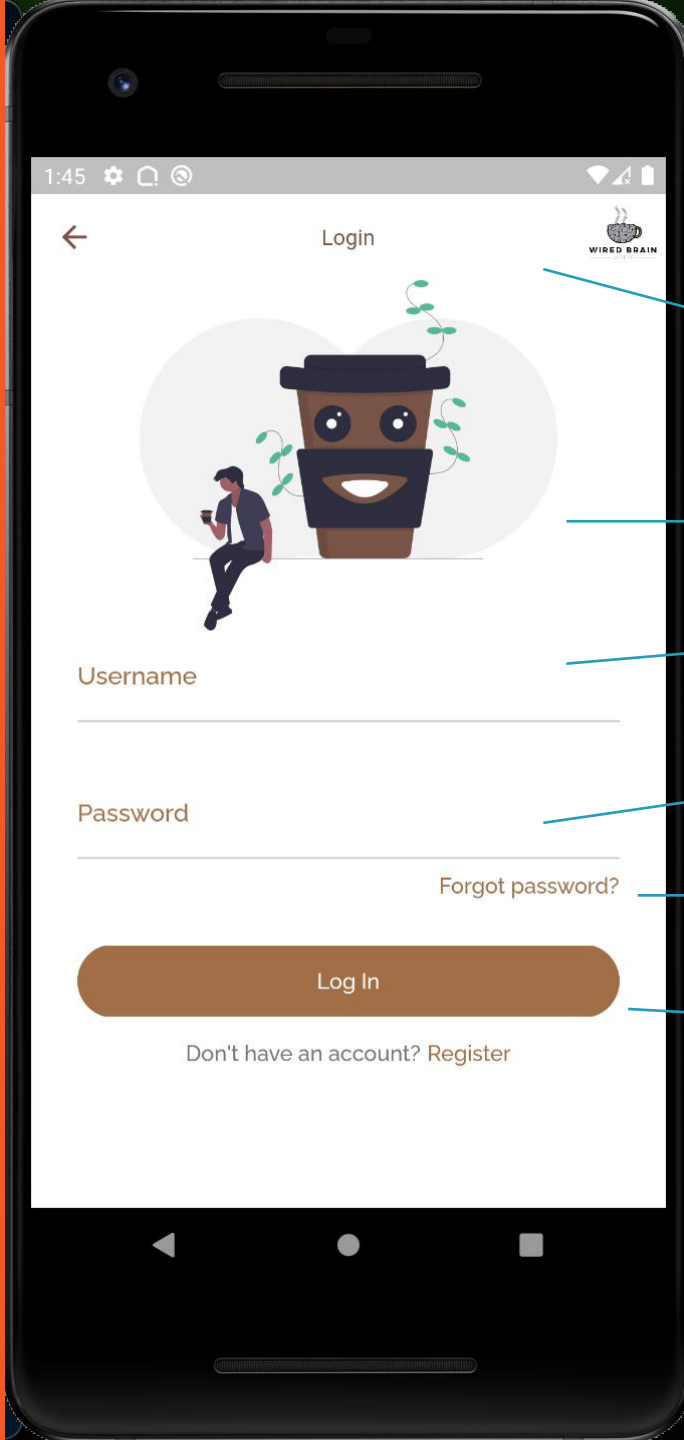 1:45
Login
WIRED BRAIN
Username
Password
Forgot password?
Log In
Don't have an account? Register